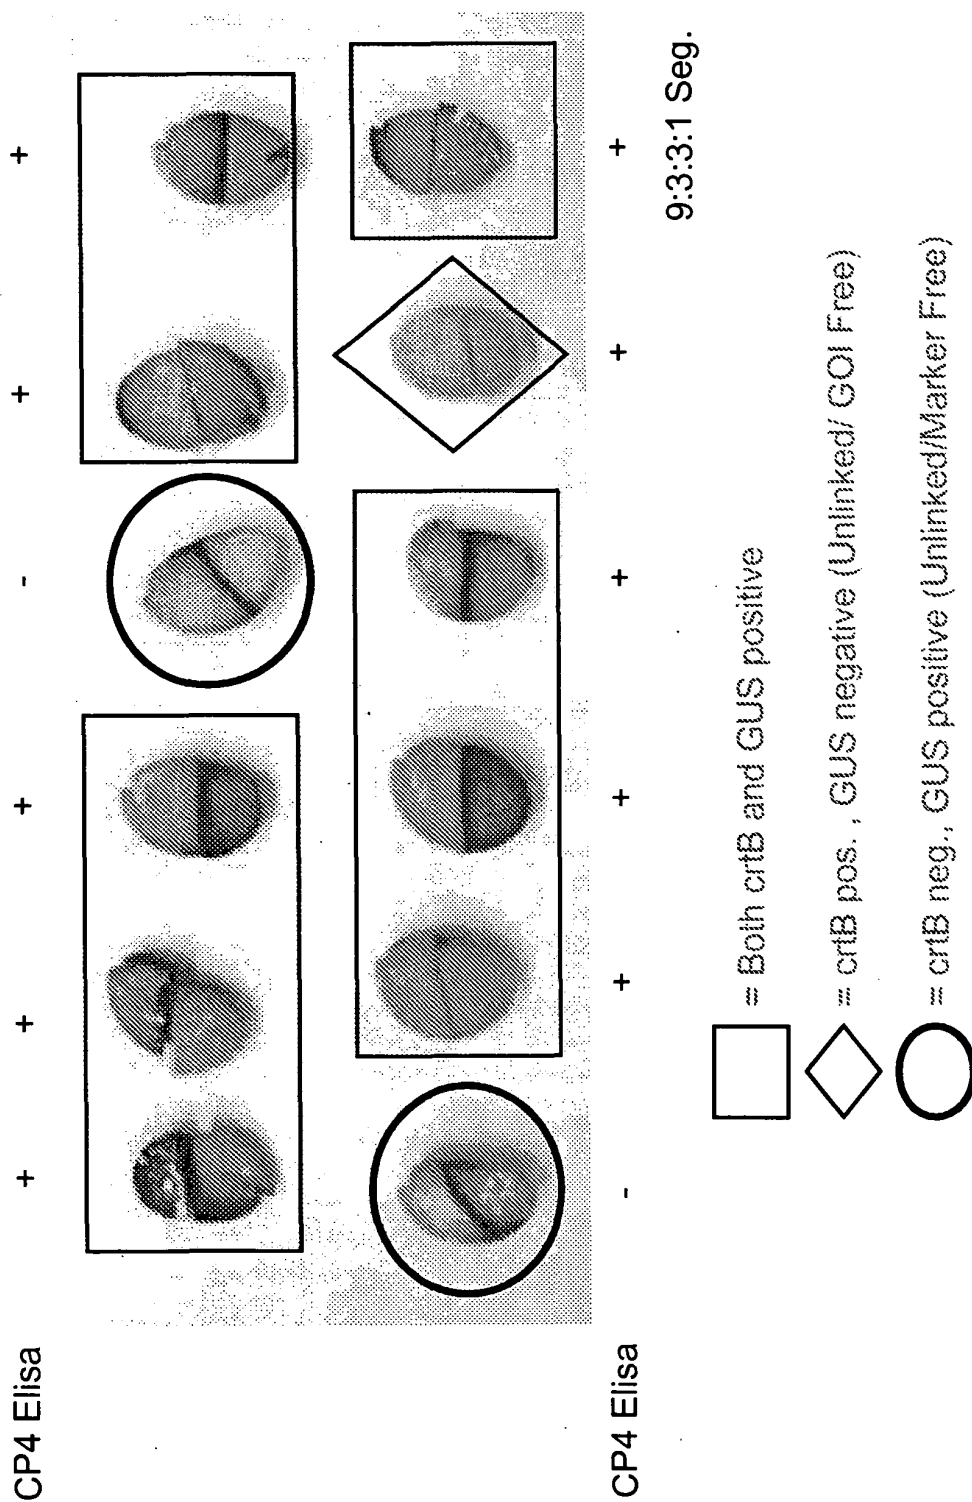 CP4 Elisa + + + - + +
CP4 Elisa - + + + + +
9:3:3:1 Seg.
= Both crtB and GUS positive
= crtB pos. , GUS negative (Unlinked/ GOI Free)
= crtB neg., GUS positive (Unlinked/Marker Free)